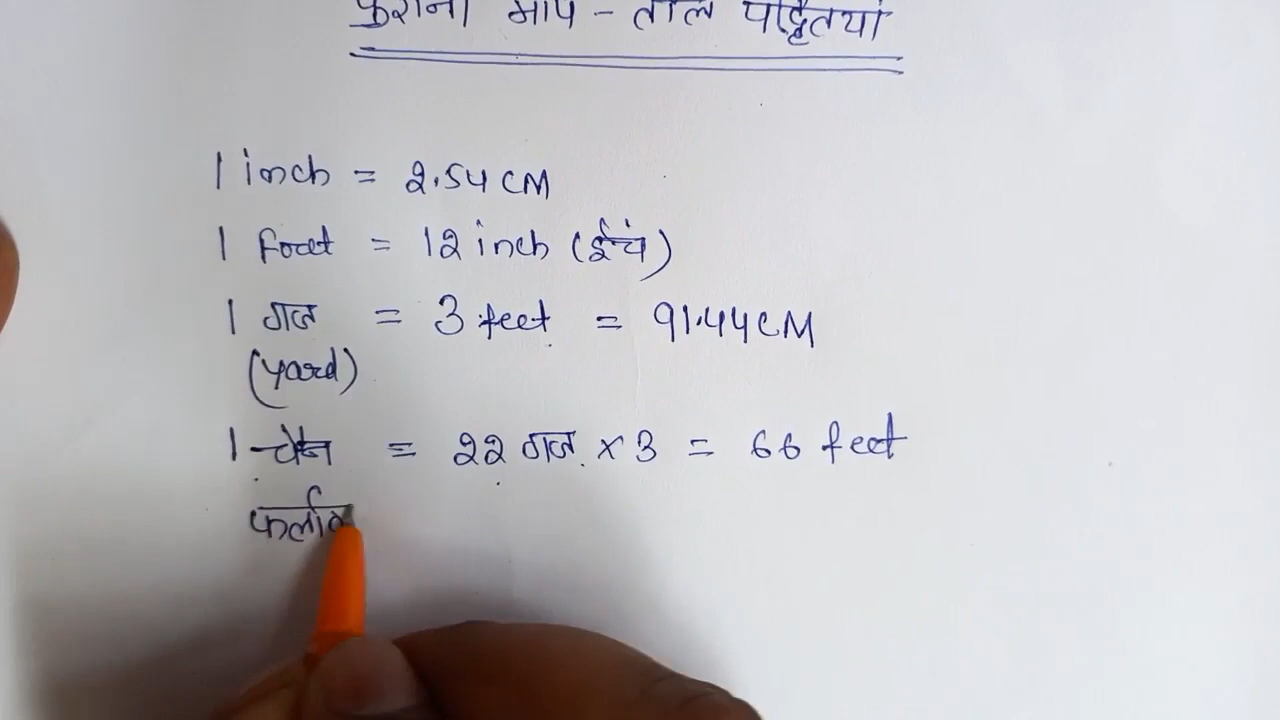 पुरानी माप - तौल पद्धतियां
1 inch = 2.54 CM
1 Foot = 12 inch (ईचं)
1 गज = 3 feet = 91.44 CM
(yard)
1 चेन = 22 गज × 3 = 66 feet